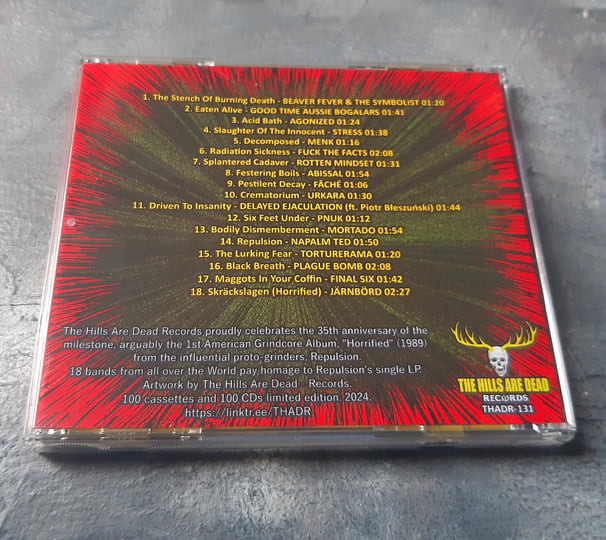 1. The Stench Of Burning Death - BEAVER FEVER & THE SYMBOLIST 01:20
2. Eaten Alive - GOOD TIME AUSSIE BOGALARS 01:41
3. Acid Bath - AGONIZED 01:24
4. Slaughter Of The Innocent - STRESS 01:38
5. Decomposed - MENK 01:16
6. Radiation Sickness - FUCK THE FACTS 02:08
7. Splantered Cadaver - ROTTEN MINDSET 01:31
8. Festering Boils - ABISSAL 01:54
9. Pestilent Decay - FÂCHÉ 01:06
10. Crematorium - URKARA 01:30
11. Driven To Insanity - DELAYED EJACULATION (ft. Piotr Błeszuński) 01:44
12. Six Feet Under - PNUK 01:12
13. Bodily Dismemberment - MORTADO 01:54
14. Repulsion - NAPALM TED 01:50
15. The Lurking Fear - TORTURERAMA 01:20
16. Black Breath - PLAGUE BOMB 02:08
17. Maggots In Your Coffin - FINAL SIX 01:42
18. Skräckslagen (Horrified) - JÄRNBÖRD 02:27
The Hills Are Dead Records proudly celebrates the 35th anniversary of the
milestone, arguably the 1st American Grindcore Album, "Horrified" (1989)
from the influential proto-grinders, Repulsion.
18 bands from all over the World pay homage to Repulsion's single LP.
Artwork by The Hills Are Dead - Records.
100 cassettes and 100 CDs limited edition. 2024.
https://linktr.ee/THADR
THE HILLS ARE DEAD
RECORDS
THADR-131